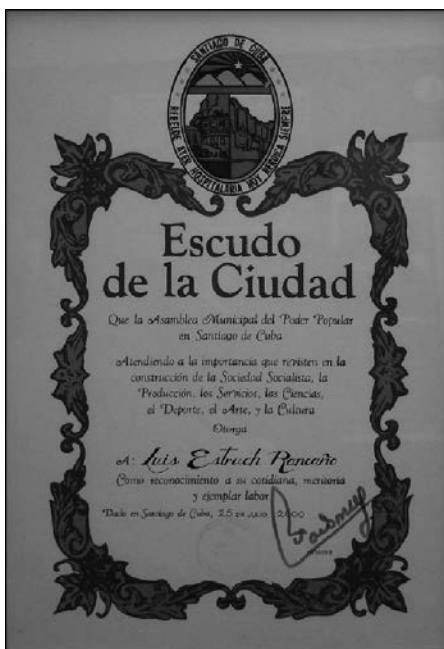 SANTIAGO DE CUBA
REBELDE AYER HOSPITALARIA HOY HEROICA SIEMPRE
Escudo
de la Ciudad
Que la Asamblea Municipal del Poder Popular
en Santiago de Cuba
Atendiendo a la importancia que revisten en la
construcción de la Sociedad Socialista, la
Producción, los Servicios, las Ciencias,
el Deporte, el Arte, y la Cultura
Otorga
A: Luis Estruch Rancaño
Como reconocimiento a su cotidiana, meritoria
y ejemplar labor
Dado en Santiago de Cuba, 25 de julio 2000